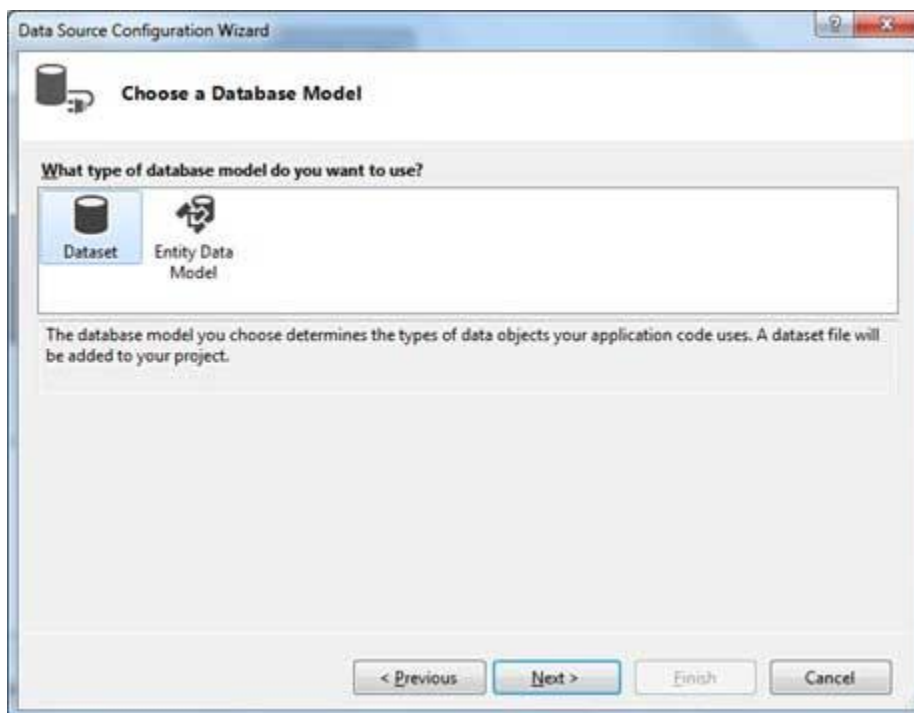 Data Source Configuration Wizard
?
Choose a Database Model
What type of database model do you want to use?
Dataset
Entity Data
Model
The database model you choose determines the types of data objects your application code uses. A dataset file will
be added to your project.
< Previous
Next >
Finish
Cancel